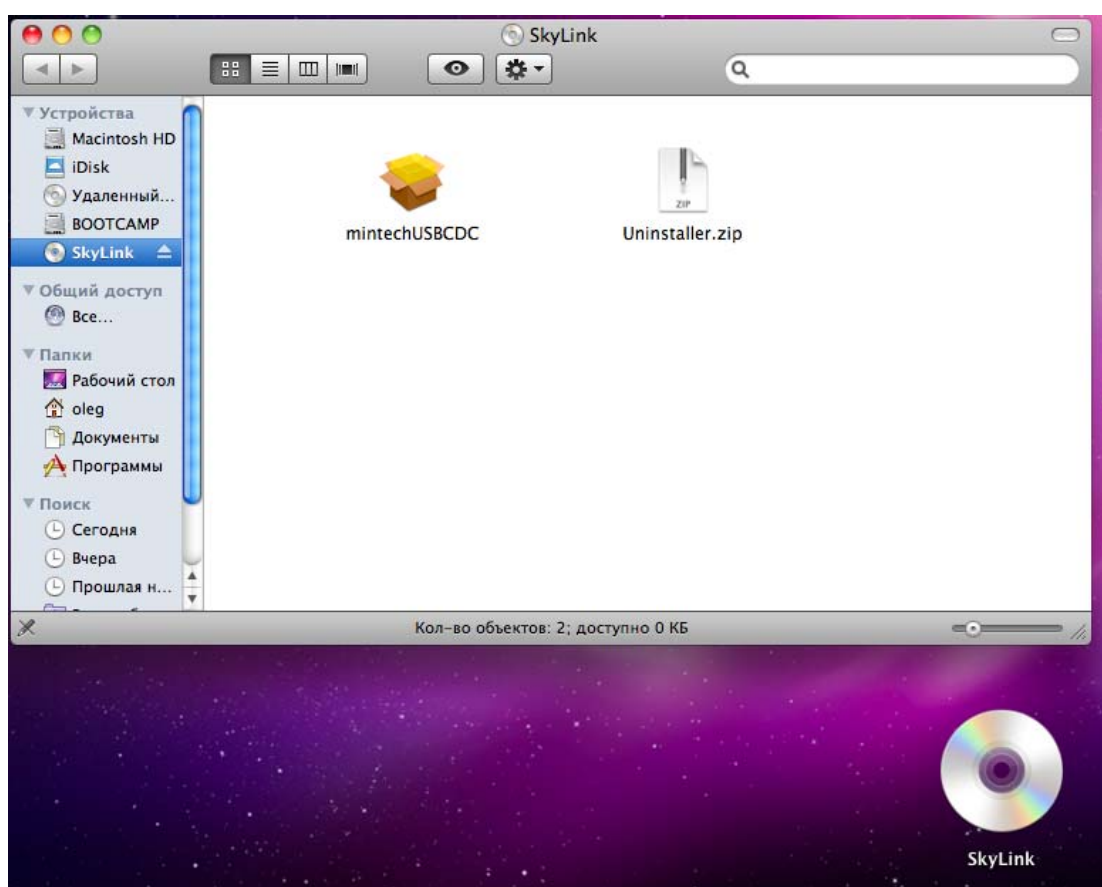 SkyLink
Устройства
Macintosh HD
iDisk
Удаленный...
BOOTCAMP
SkyLink
Общий доступ
Все...
Папки
Рабочий стол
oleg
Документы
Программы
Поиск
Сегодня
Вчера
Прошлая н...
mintechUSBCDC
ZIP
Uninstaller.zip
Кол-во объектов: 2; доступно 0 КБ
SkyLink